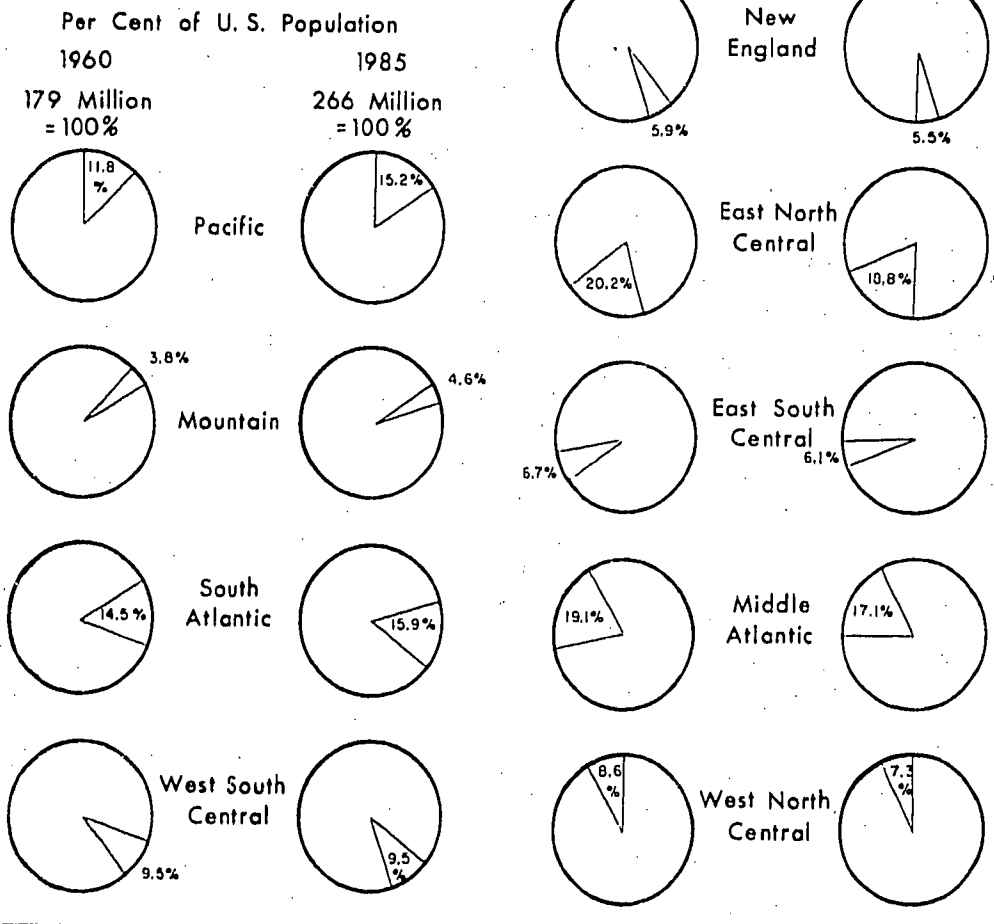 Per Cent of U. S. Population
1960
1985
179 Million
= 100%
266 Million
= 100%
11.8
%
Pacific
15.2%
3.8%
Mountain
4.6%
14.5%
South
Atlantic
15.9%
9.5%
West South
Central
9.5
%
5.9%
New
England
5.5%
20.2%
East North
Central
18.8%
6.7%
East South
Central
6.1%
19.1%
Middle
Atlantic
17.1%
8.6
%
West North
Central
7.3
%